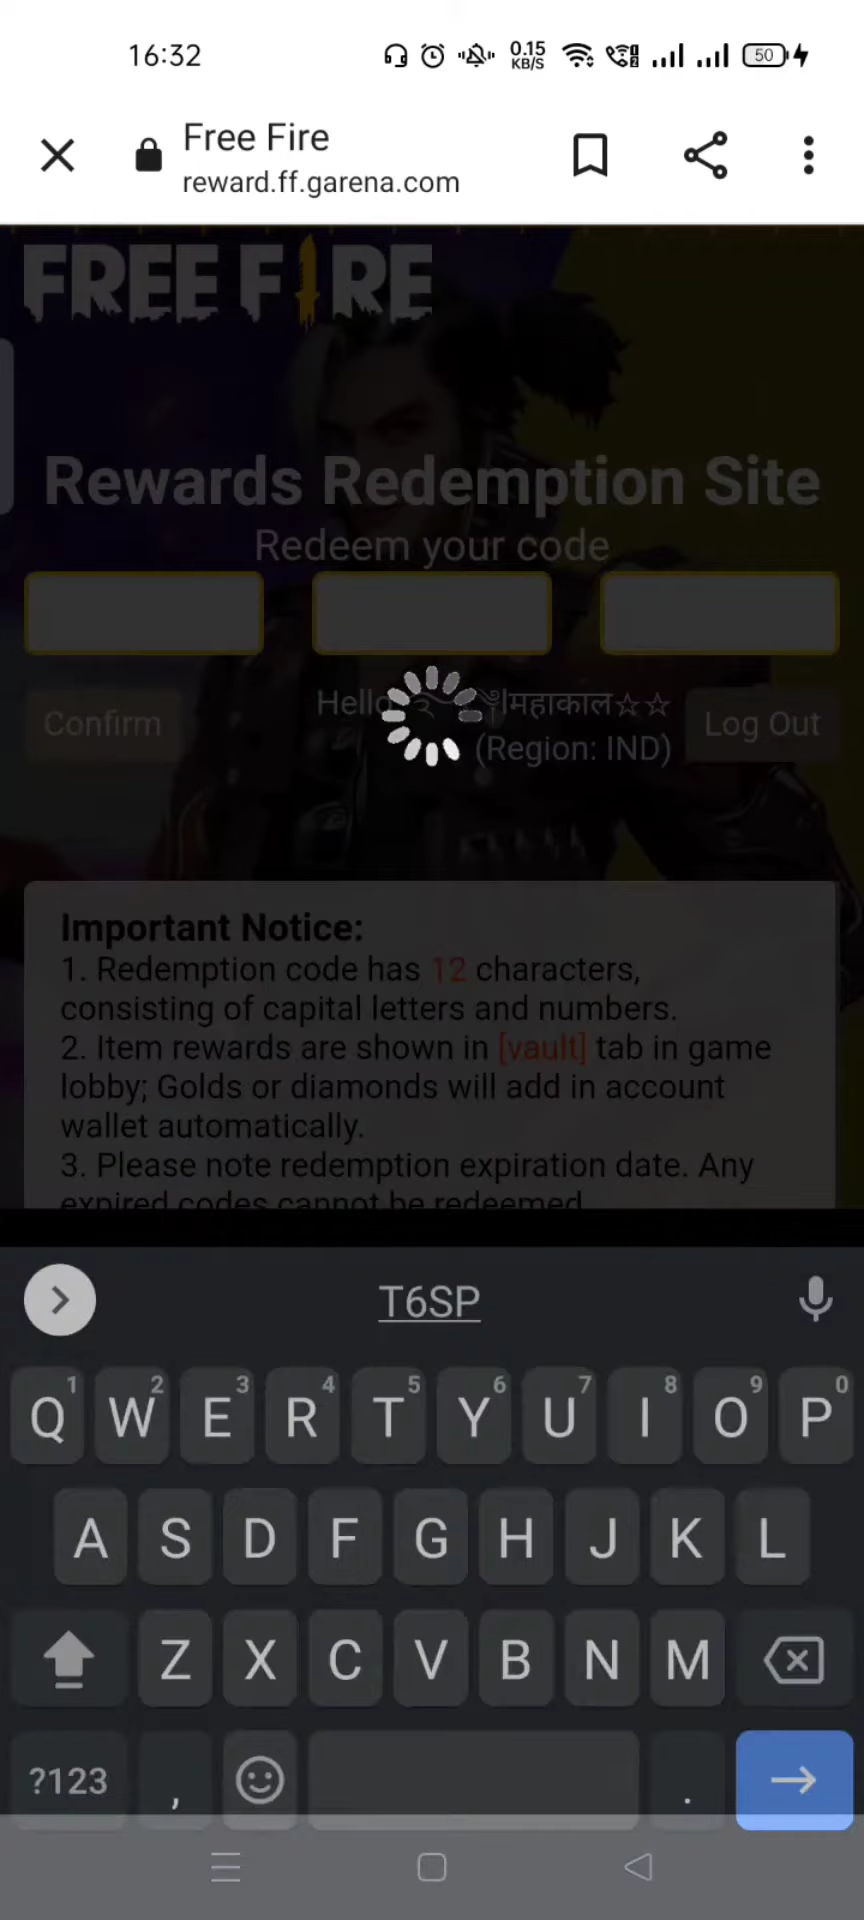 16:32
0.15
KB/S
50
Free Fire
reward.ff.garena.com
FREE FIRE
Rewards Redemption Site
Redeem your code
Confirm
Hello
महाकाल☆☆
(Region: IND)
Log Out
Important Notice:
1. Redemption code has 12 characters,
consisting of capital letters and numbers.
2. Item rewards are shown in [vault] tab in game
lobby; Golds or diamonds will add in account
wallet automatically.
3. Please note redemption expiration date. Any
expired codes cannot be redeemed
T6SP
1 2 3 4 5 6 7 8 9 0
Q W E R T Y U I O P
A S D F G H J K L
Z X C V B N M
?123 , .